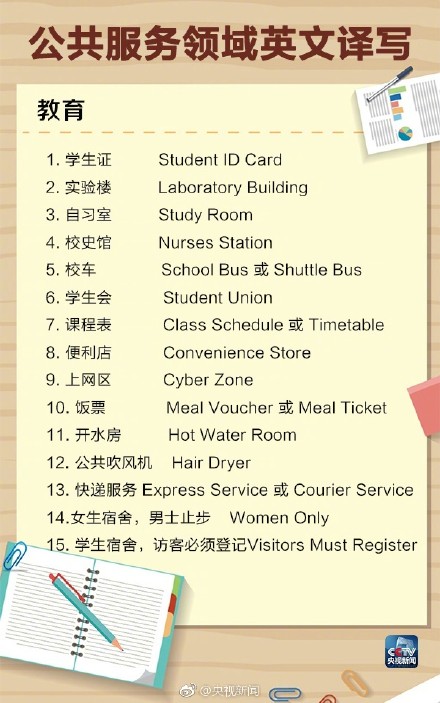 公共服务领域英文译写
教育
1. 学生证 Student ID Card
2. 实验楼 Laboratory Building
3. 自习室 Study Room
4. 校史馆 Nurses Station
5. 校车 School Bus 或 Shuttle Bus
6. 学生会 Student Union
7. 课程表 Class Schedule 或 Timetable
8. 便利店 Convenience Store
9. 上网区 Cyber Zone
10. 饭票 Meal Voucher 或 Meal Ticket
11. 开水房 Hot Water Room
12. 公共吹风机 Hair Dryer
13. 快递服务 Express Service 或 Courier Service
14.女生宿舍，男士止步 Women Only
15. 学生宿舍，访客必须登记Visitors Must Register
CCTV
央视新闻
@央视新闻